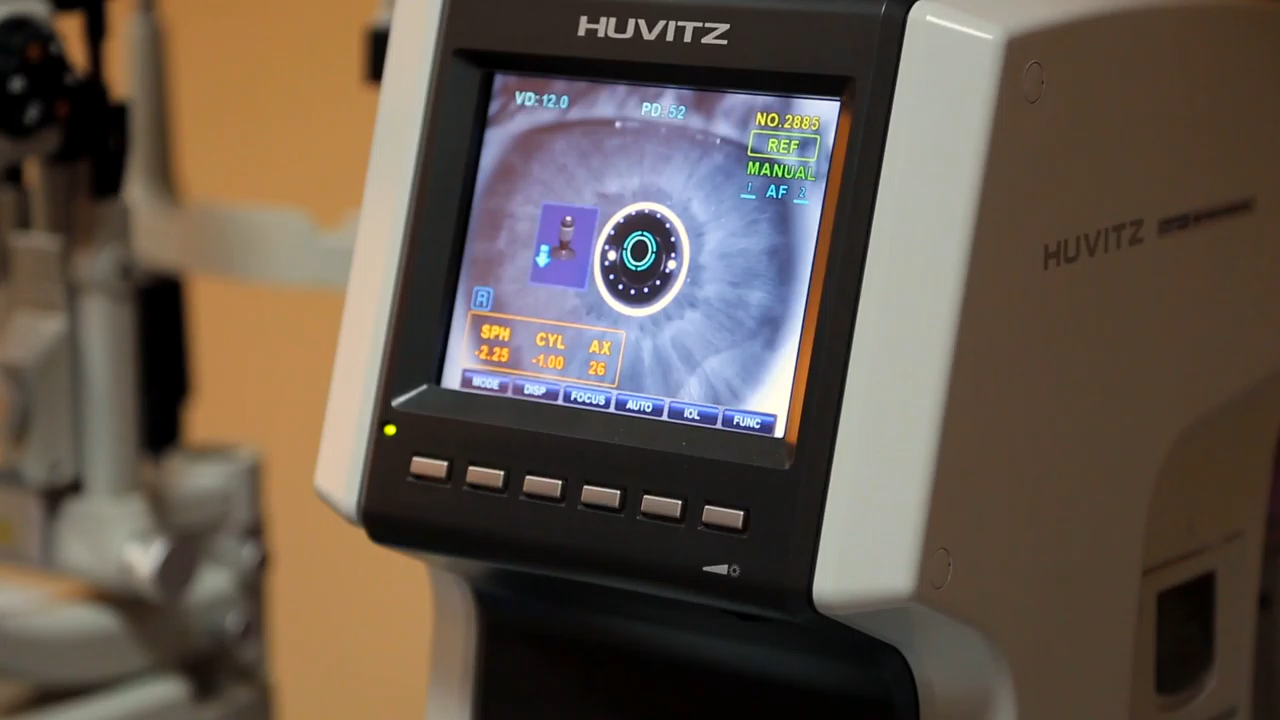 HUVITZ
VD:12.0
PD:52
NO.2885
REF
MANUAL
1 AF 2
R
SPH CYL AX
-2.25 -1.00 26
MODE DISP FOCUS AUTO IOL FUNC
HUVITZ